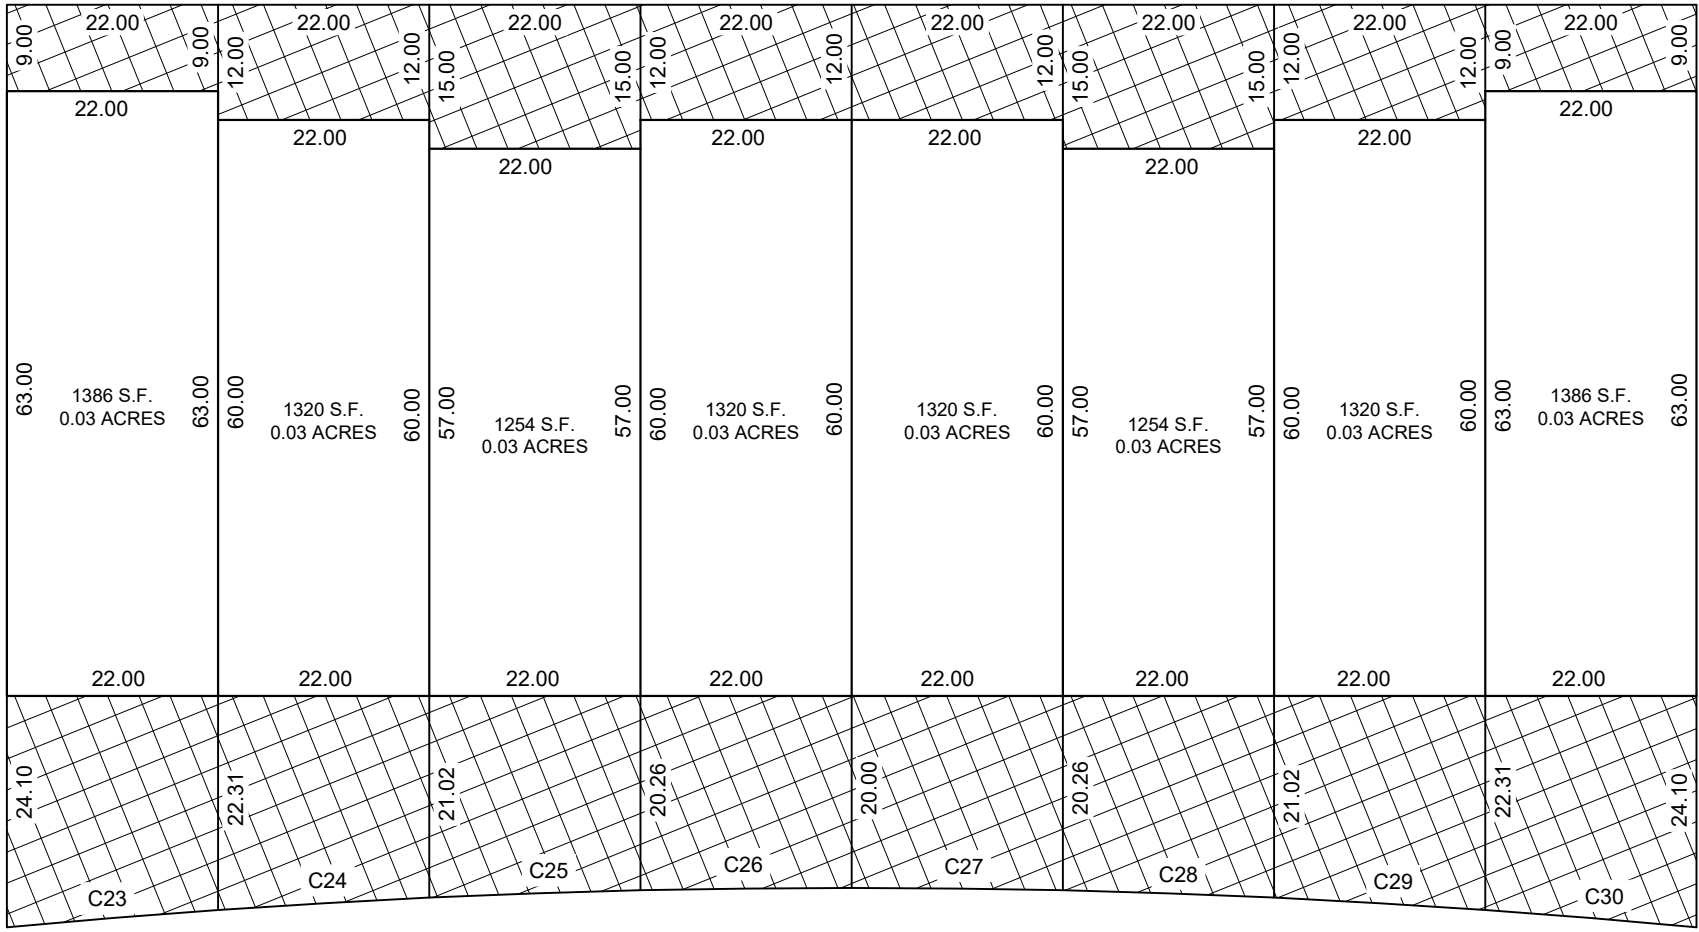 22.00 22.00 22.00 22.00 22.00 22.00 22.00 22.00
9.00 9.00 12.00 12.00 15.00 15.00 12.00 12.00 12.00 15.00 15.00 12.00 12.00 9.00 9.00
22.00 22.00 22.00 22.00 22.00 22.00 22.00 22.00
63.00 63.00 60.00 60.00 57.00 57.00 60.00 60.00 60.00 57.00 57.00 60.00 60.00 63.00 63.00
1386 S.F.
0.03 ACRES
1320 S.F.
0.03 ACRES
1254 S.F.
0.03 ACRES
1320 S.F.
0.03 ACRES
1320 S.F.
0.03 ACRES
1254 S.F.
0.03 ACRES
1320 S.F.
0.03 ACRES
1386 S.F.
0.03 ACRES
22.00 22.00 22.00 22.00 22.00 22.00 22.00 22.00
24.10 22.31 21.02 20.26 20.00 20.26 21.02 22.31 24.10
C23 C24 C25 C26 C27 C28 C29 C30